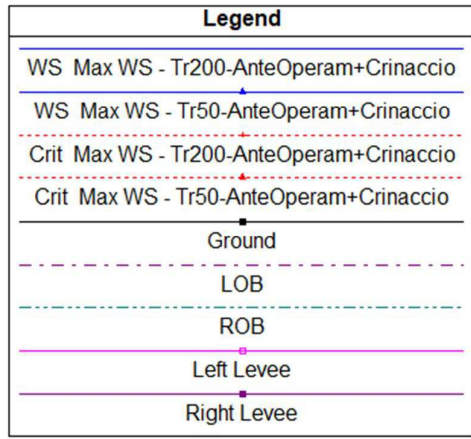 Legend
WS Max WS - Tr200-AnteOperam+Crinaccio
WS Max WS - Tr50-AnteOperam+Crinaccio
Crit Max WS - Tr200-AnteOperam+Crinaccio
Crit Max WS - Tr50-AnteOperam+Crinaccio
Ground
LOB
ROB
Left Levee
Right Levee